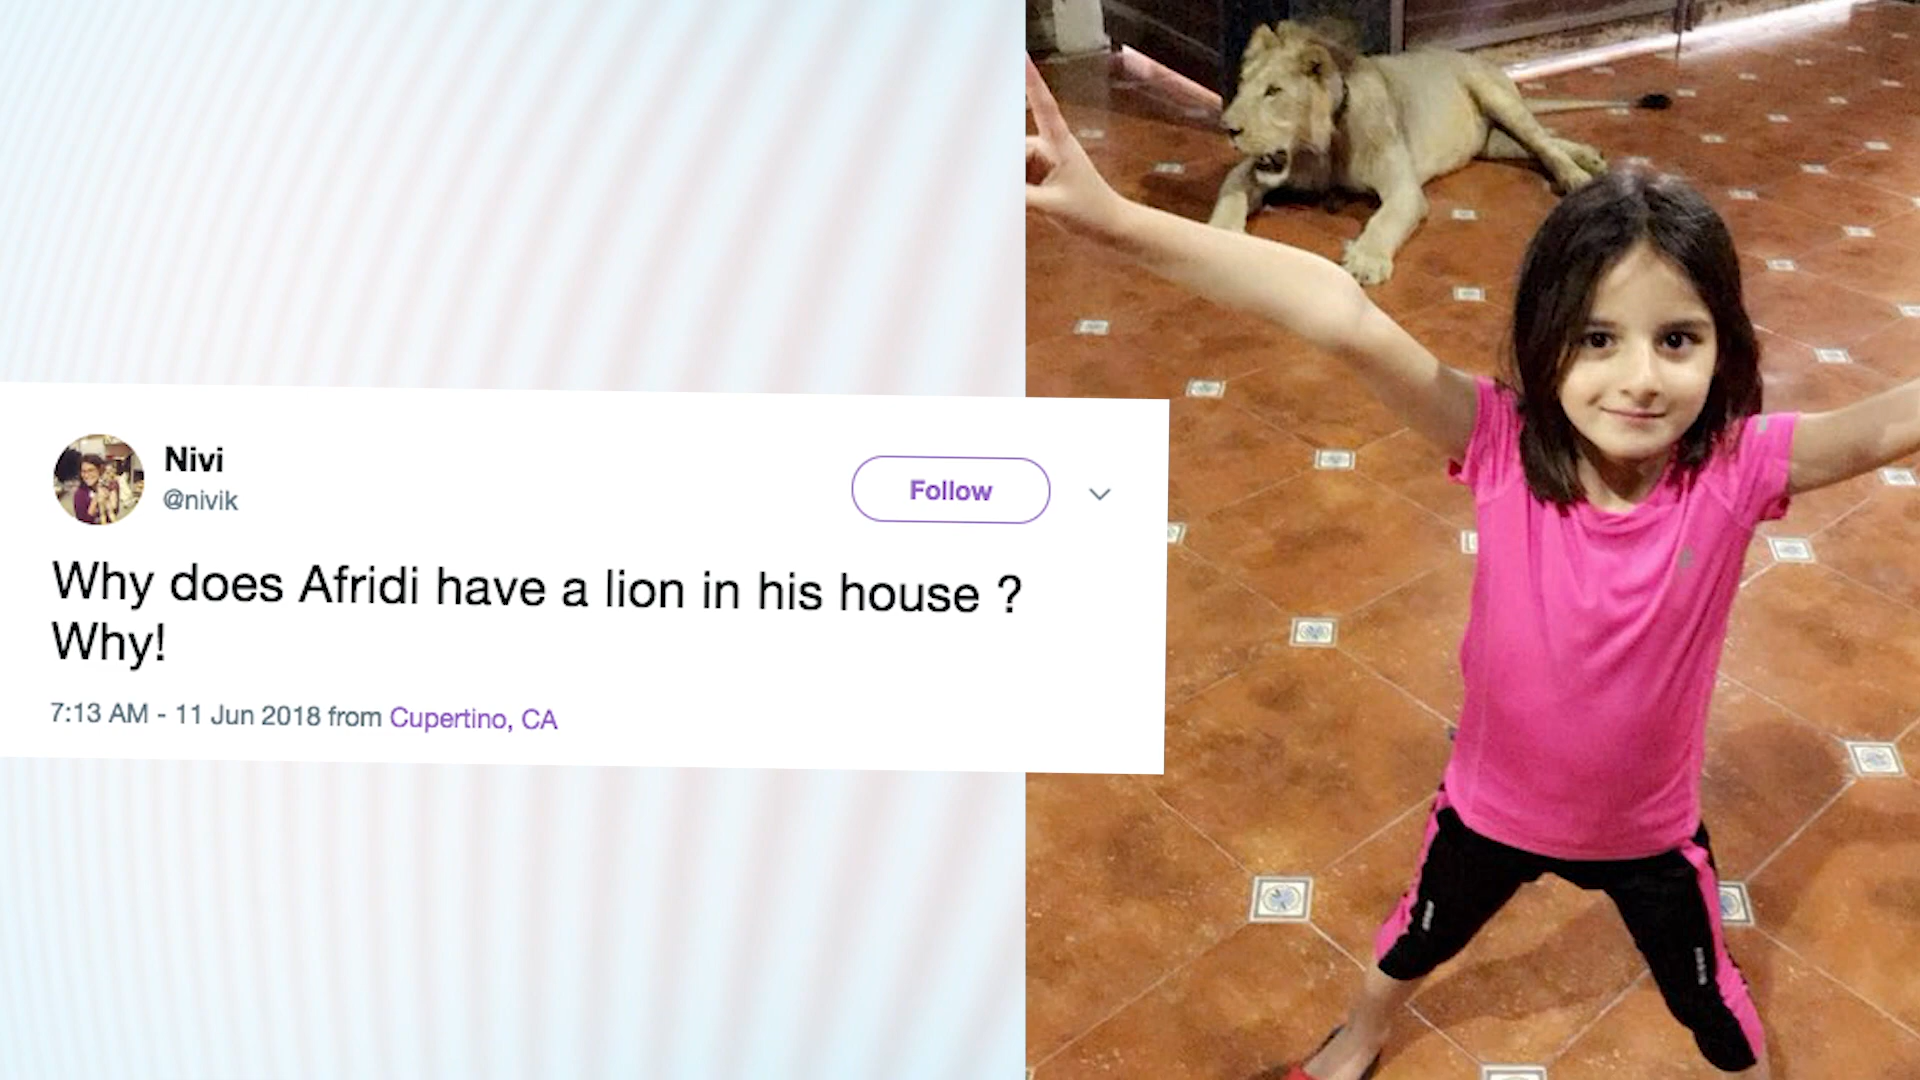 Nivi
@nivik
Follow
Why does Afridi have a lion in his house ?
Why!
7:13 AM - 11 Jun 2018 from Cupertino, CA